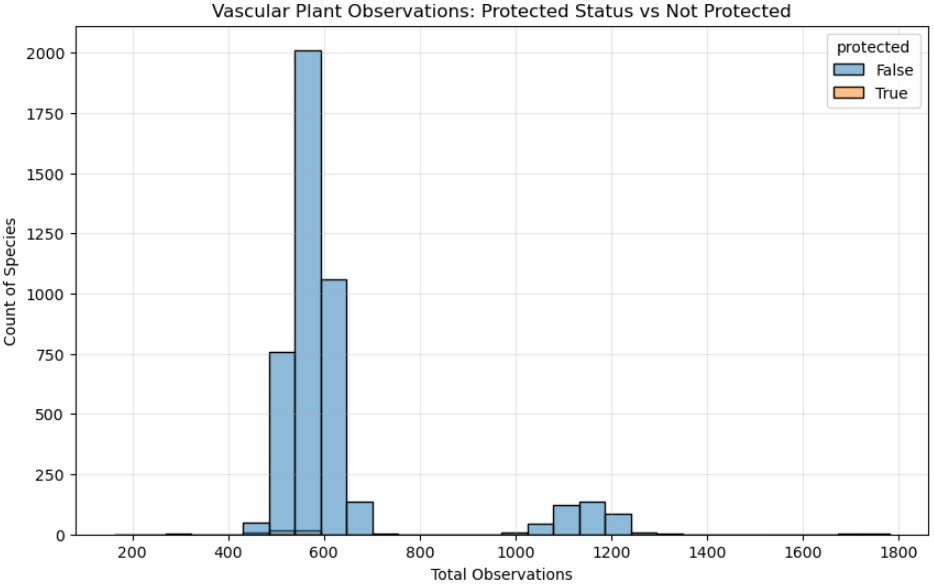 Vascular Plant Observations: Protected Status vs Not Protected
protected
False
True
2000
1750
1500
1250
1000
750
500
250
0
Count of Species
200 400 600 800 1000 1200 1400 1600 1800
Total Observations